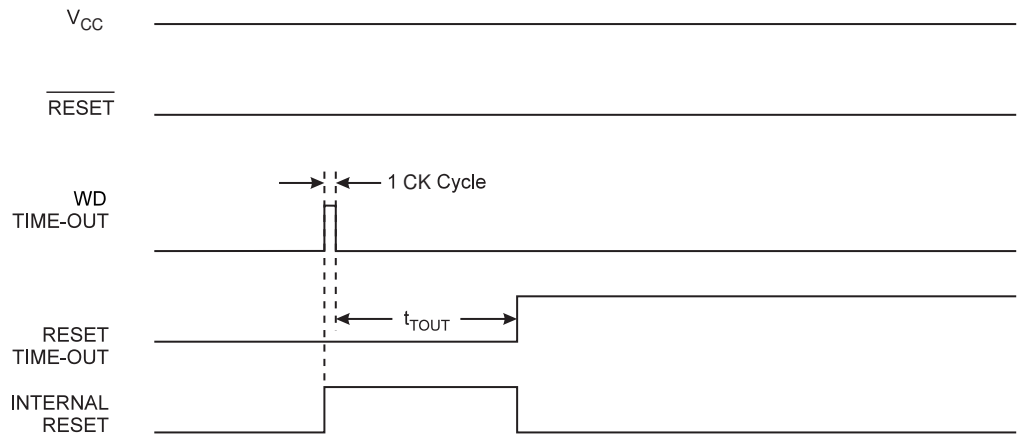 VCC
RESET
1 CK Cycle
WD
TIME-OUT
tTOUT
RESET
TIME-OUT
INTERNAL
RESET